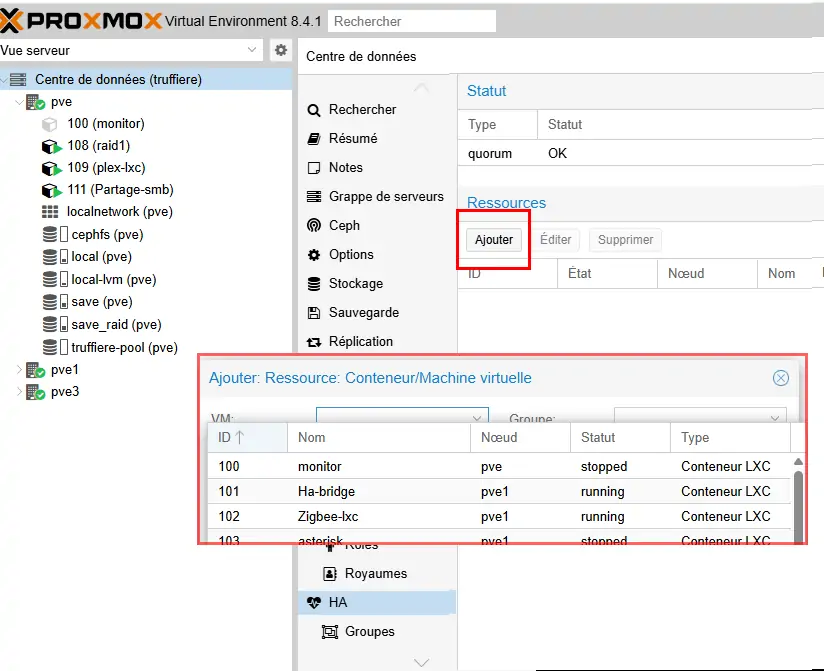 PROXMOX Virtual Environment 8.4.1 Rechercher
Vue serveur
Centre de données (truffiere)
pve
100 (monitor)
108 (raid1)
109 (plex-lxc)
111 (Partage-smb)
localnetwork (pve)
cephfs (pve)
local (pve)
local-lvm (pve)
save (pve)
save_raid (pve)
truffiere-pool (pve)
pve1
pve3
Centre de données
Rechercher
Résumé
Notes
Grappe de serveurs
Ceph
Options
Stockage
Sauvegarde
Réplication
Statut
Type Statut
quorum OK
Ressources
Ajouter Éditer Supprimer
ID État Nœud Nom
Ajouter: Ressource: Conteneur/Machine virtuelle
VM: Groupe:
ID Nom Nœud Statut Type
100 monitor pve stopped Conteneur LXC
101 Ha-bridge pve1 running Conteneur LXC
102 Zigbee-lxc pve1 running Conteneur LXC
103 asterisk pve1 stopped Conteneur LXC
Rôles
Royaumes
HA
Groupes